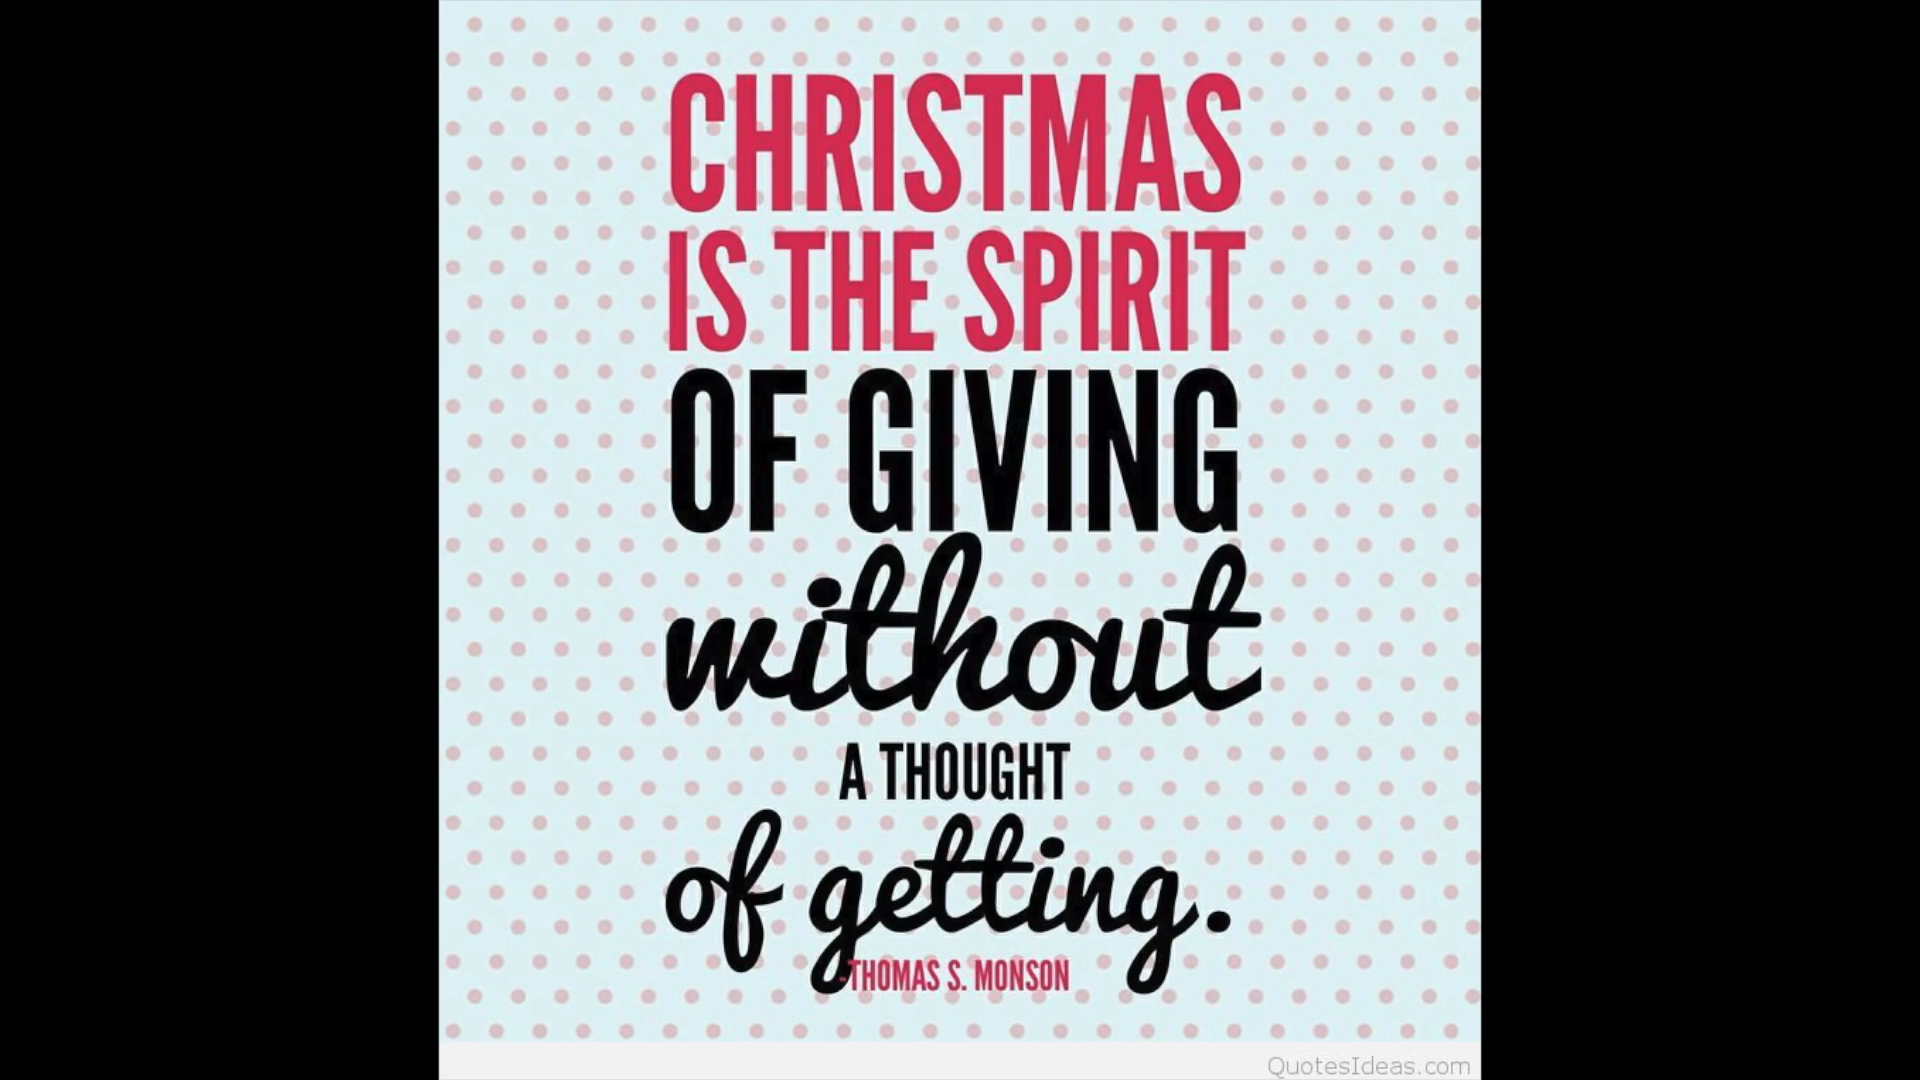 CHRISTMAS
IS THE SPIRIT
OF GIVING
without
A THOUGHT
of getting.
-THOMAS S. MONSON
QuotesIdeas.com